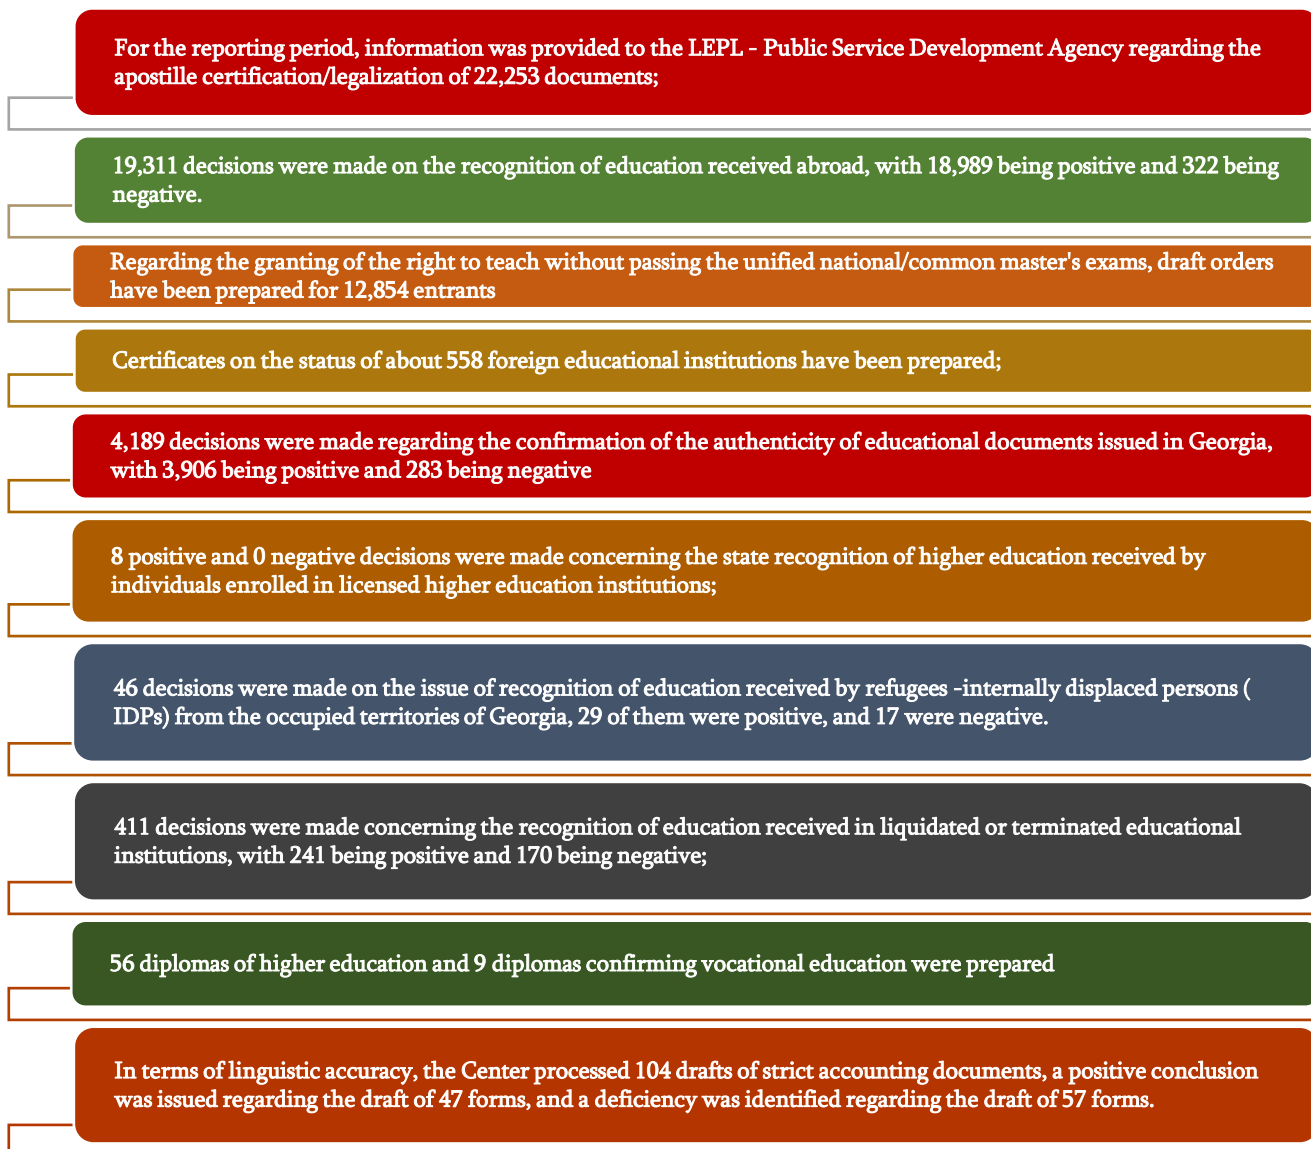 For the reporting period, information was provided to the LEPL - Public Service Development Agency regarding the
apostille certification/legalization of 22,253 documents;
19,311 decisions were made on the recognition of education received abroad, with 18,989 being positive and 322 being
negative.
Regarding the granting of the right to teach without passing the unified national/common master's exams, draft orders
have been prepared for 12,854 entrants
Certificates on the status of about 558 foreign educational institutions have been prepared;
4,189 decisions were made regarding the confirmation of the authenticity of educational documents issued in Georgia,
with 3,906 being positive and 283 being negative
8 positive and 0 negative decisions were made concerning the state recognition of higher education received by
individuals enrolled in licensed higher education institutions;
46 decisions were made on the issue of recognition of education received by refugees -internally displaced persons (
IDPs) from the occupied territories of Georgia, 29 of them were positive, and 17 were negative.
411 decisions were made concerning the recognition of education received in liquidated or terminated educational
institutions, with 241 being positive and 170 being negative;
56 diplomas of higher education and 9 diplomas confirming vocational education were prepared
In terms of linguistic accuracy, the Center processed 104 drafts of strict accounting documents, a positive conclusion
was issued regarding the draft of 47 forms, and a deficiency was identified regarding the draft of 57 forms.